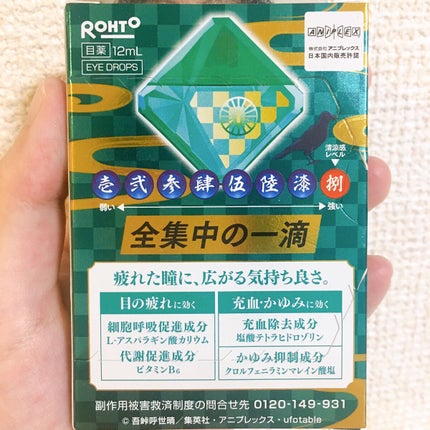 ROHTO
目薬 12mL
EYE DROPS
ANIPLEX
株式会社 アニプレックス
日本国内販売許諾
清涼感
レベル
壱 弐 参 肆 伍 陸 漆 捌
弱い 強い
全集中の一滴
疲れた瞳に、広がる気持ち良さ。
目の疲れに効く
細胞呼吸促進成分
L-アスパラギン酸カリウム
代謝促進成分
ビタミンB6
充血・かゆみに効く
充血除去成分
塩酸テトラヒドロゾリン
かゆみ抑制成分
クロルフェニラミンマレイン酸塩
副作用被害救済制度の問合せ先 0120-149-931
© 吾峠呼世晴/集英社・アニプレックス・ufotable